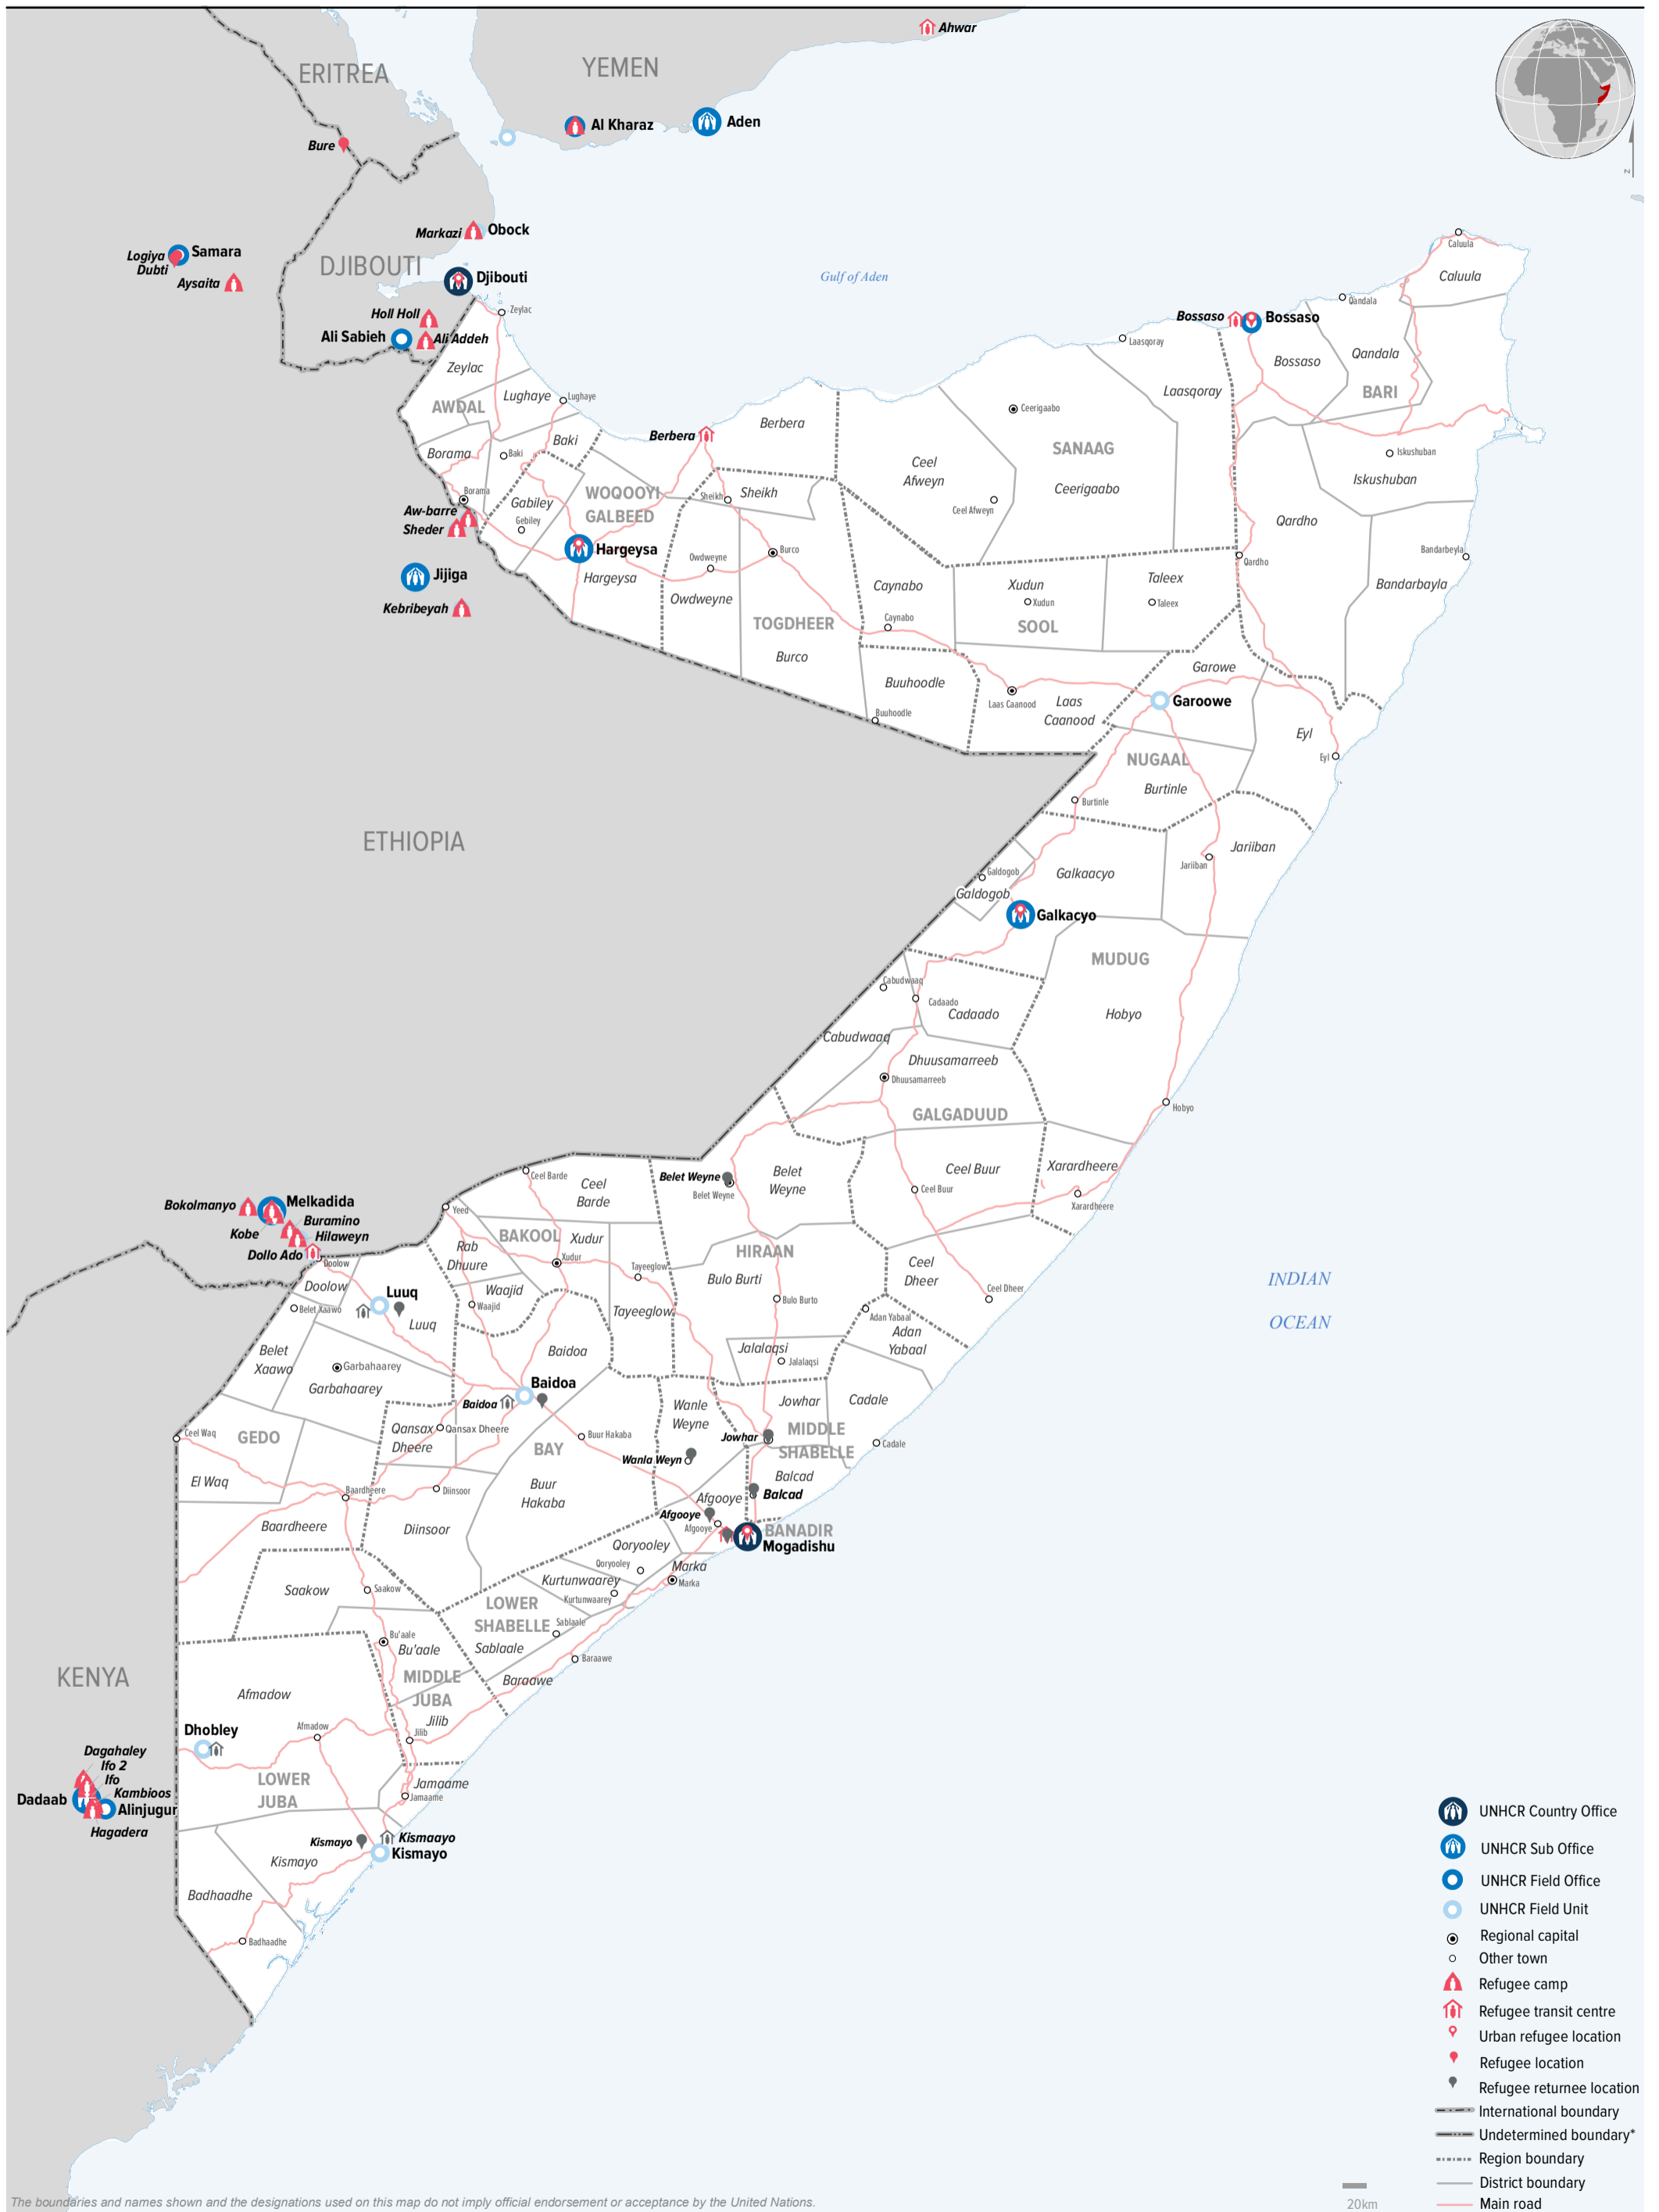 Ahwar
ERITREA
YEMEN
Al Kharaz
Aden
Bure
N
Markazi
Obock
Logiya
Samara
Dubti
Aysaita
DJIBOUTI
Djibouti
Gulf of Aden
Caluula
Caluula
Holl Holl
Zeylac
Qandala
Bossaso
Bossaso
Ali Sabieh
Ali Addeh
Laasqoray
Qandala
Bossaso
Zeylac
BARI
Laasqoray
Lughaye
Lughaye
AWDAL
Ceerigaabo
Berbera
Berbera
Baki
SANAAG
Borama
Baki
Iskushuban
Ceel
Afweyn
Iskushuban
Borama
WOQOOYI
GALBEED
Sheikh
Sheikh
Ceerigaabo
Gabiley
Gebiley
Ceel Afweyn
Aw-barre
Sheder
Qardho
Hargeysa
Burco
Bandarbeyla
Owdweyne
Qardho
Jijiga
Hargeysa
Caynabo
Xudun
Taleex
Bandarbayla
Kebribeyah
Owdweyne
Xudun
Taleex
Caynabo
TOGDHEER
SOOL
Burco
Garowe
Buuhoodle
Laas Caanood
Laas
Caanood
Garoowe
Buuhoodle
Eyl
Eyl
NUGAAL
Burtinle
Burtinle
ETHIOPIA
Jariiban
Jariiban
Galdogob
Galkaacyo
Galdogob
Galkacyo
MUDUG
Cabudwaaq
Cadaado
Cadaado
Hobyo
Cabudwaaq
Dhuusamarreeb
Dhuusamarreeb
Hobyo
GALGADUUD
Xarardheere
Ceel Buur
Belet Weyne
Belet
Weyne
Belet Weyne
Ceel Barde
Ceel
Barde
Ceel Buur
Xarardheere
Bokolmanyo
Melkadida
Yeed
Buramino
Kobe
Hilaweyn
BAKOOL
Xudur
Rab
Dhuure
HIRAAN
Dollo Ado
Doolow
Xudur
Tayeeglow
INDIAN
OCEAN
Ceel
Dheer
Bulo Burti
Doolow
Luuq
Waajid
Ceel Dheer
Belet Xaawo
Waajid
Tayeeglow
Bulo Burto
Adan Yabaal
Luuq
Adan
Yabaal
Belet
Xaawo
Baidoa
Jalalaqsi
Jalalaqsi
Garbahaarey
Garbahaarey
Baidoa
Baidoa
Wanle
Weyne
Jowhar
Cadale
Qansax
Dheere
Qansax Dheere
Ceel Waq
GEDO
Buur Hakaba
Jowhar
MIDDLE
SHABELLE
Cadale
BAY
Wanla Weyn
El Waq
Baardheere
Diinsoor
Buur
Hakaba
Balcad
Balcad
Afgooye
Afgooye
Afgooye
Baardheere
Diinsoor
BANADIR
Mogadishu
Qoryooley
Qoryooley
Marka
Marka
Saakow
Saakow
Kurtunwaarey
Kurtunwaarey
LOWER
SHABELLE
Sablaale
Bu'aale
Bu'aale
Sablaale
Baraawe
KENYA
MIDDLE
JUBA
Baraawe
Afmadow
Jilib
Dhobley
Afmadow
Jilib
Dagahaley
Ifo 2
Ifo
Kambioos
LOWER
JUBA
Jamaame
Jamaame
Dadaab
Alinjugur
Hagadera
Kismayo
Kismaayo
Kismayo
Kismayo
Badhaadhe
Badhaadhe
UNHCR Country Office
UNHCR Sub Office
UNHCR Field Office
UNHCR Field Unit
Regional capital
Other town
Refugee camp
Refugee transit centre
Urban refugee location
Refugee location
Refugee returnee location
International boundary
Undetermined boundary*
Region boundary
District boundary
Main road
20km
The boundaries and names shown and the designations used on this map do not imply official endorsement or acceptance by the United Nations.